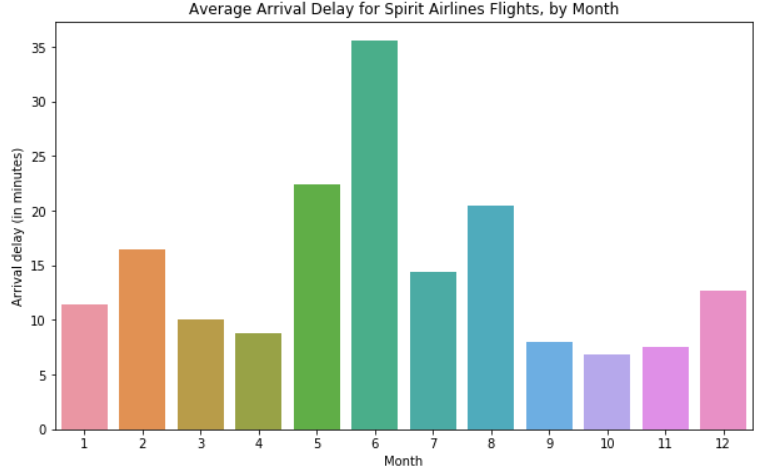 Average Arrival Delay for Spirit Airlines Flights, by Month
Arrival delay (in minutes)
35
30
25
20
15
10
5
0
1 2 3 4 5 6 7 8 9 10 11 12
Month